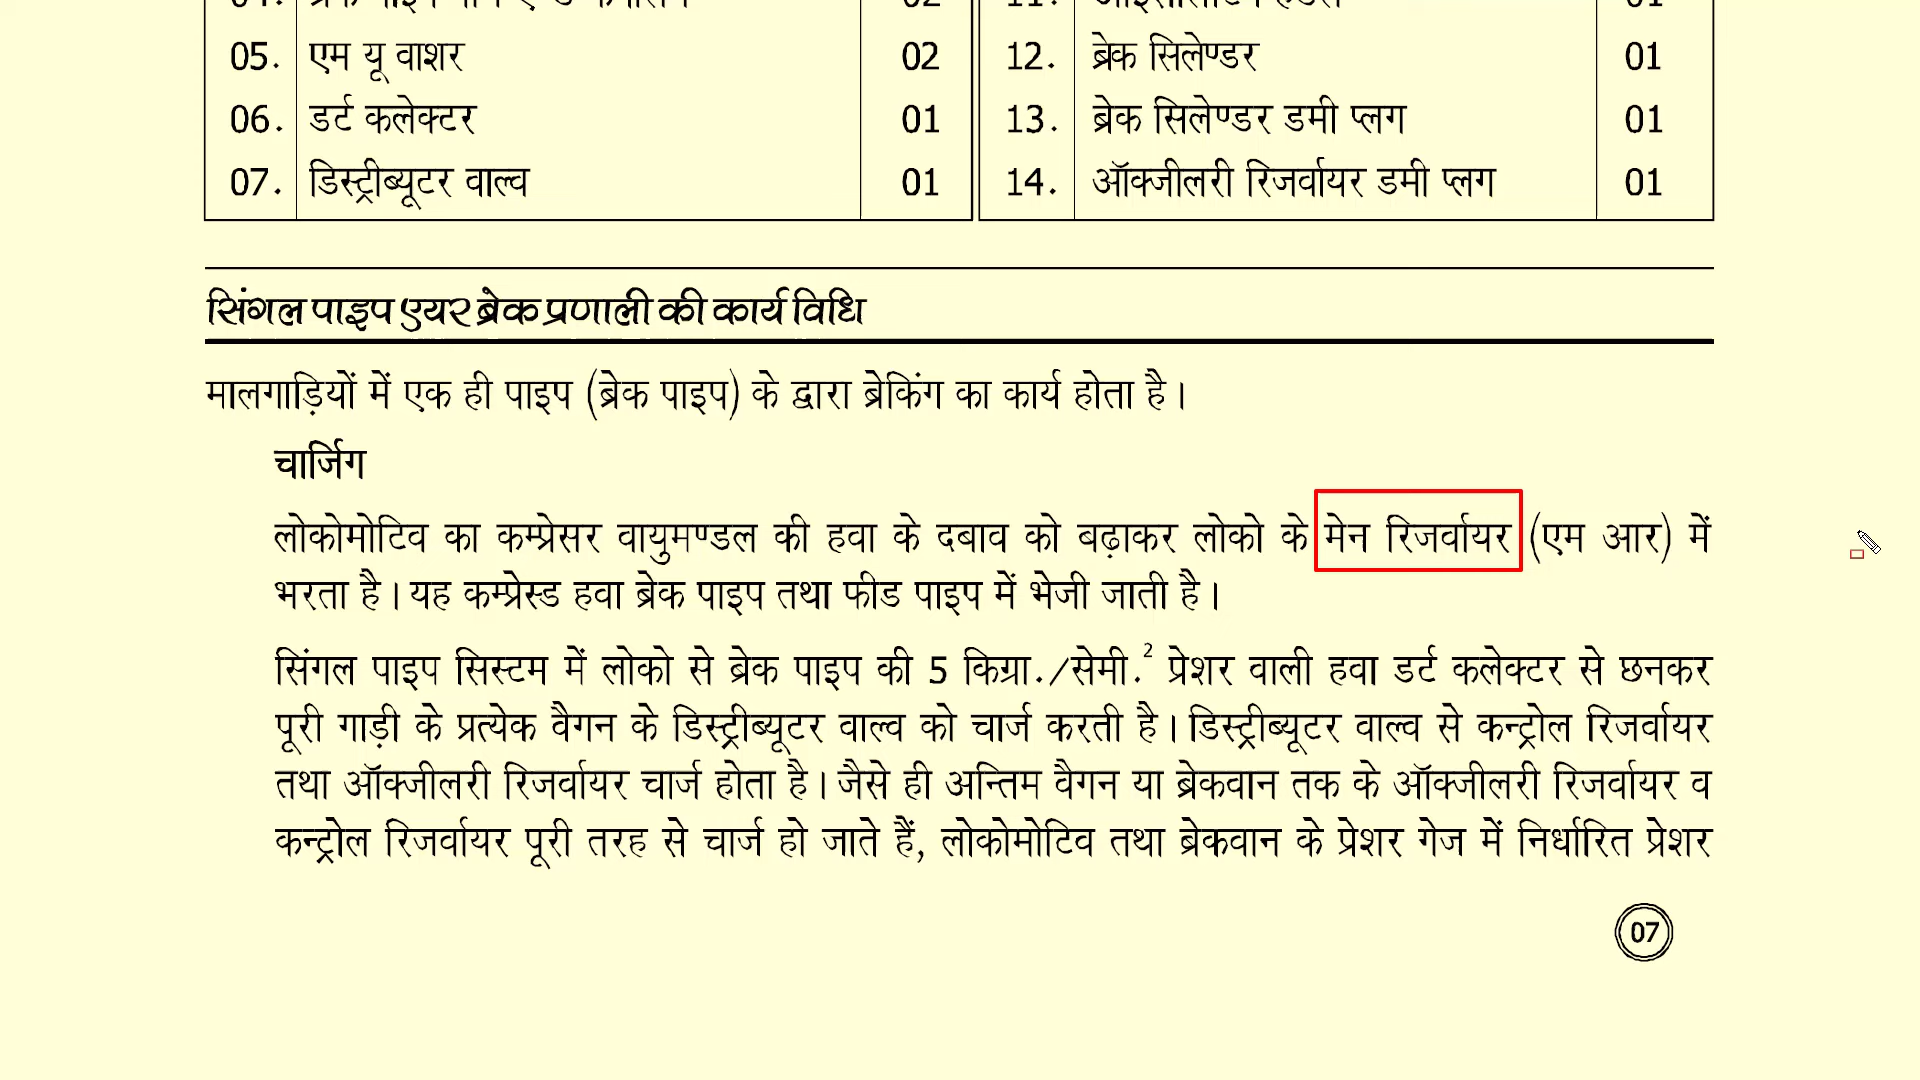 05. एम यू वाशर 02 12. ब्रेक सिलेण्डर 01
06. डर्ट कलेक्टर 01 13. ब्रेक सिलेण्डर डमी प्लग 01
07. डिस्ट्रीब्यूटर वाल्व 01 14. ऑक्जीलरी रिजर्वायर डमी प्लग 01
सिंगल पाइप एयर ब्रेक प्रणाली की कार्य विधि
मालगाड़ियों में एक ही पाइप (ब्रेक पाइप) के द्वारा ब्रेकिंग का कार्य होता है।
चार्जिग
लोकोमोटिव का कम्प्रेसर वायुमण्डल की हवा के दबाव को बढ़ाकर लोको के मेन रिजर्वायर (एम आर) में
भरता है। यह कम्प्रेस्ड हवा ब्रेक पाइप तथा फीड पाइप में भेजी जाती है।
सिंगल पाइप सिस्टम में लोको से ब्रेक पाइप की 5 किग्रा./सेमी.² प्रेशर वाली हवा डर्ट कलेक्टर से छनकर
पूरी गाड़ी के प्रत्येक वैगन के डिस्ट्रीब्यूटर वाल्व को चार्ज करती है। डिस्ट्रीब्यूटर वाल्व से कन्ट्रोल रिजर्वायर
तथा ऑक्जीलरी रिजर्वायर चार्ज होता है। जैसे ही अन्तिम वैगन या ब्रेकवान तक के ऑक्जीलरी रिजर्वायर व
कन्ट्रोल रिजर्वायर पूरी तरह से चार्ज हो जाते हैं, लोकोमोटिव तथा ब्रेकवान के प्रेशर गेज में निर्धारित प्रेशर
07